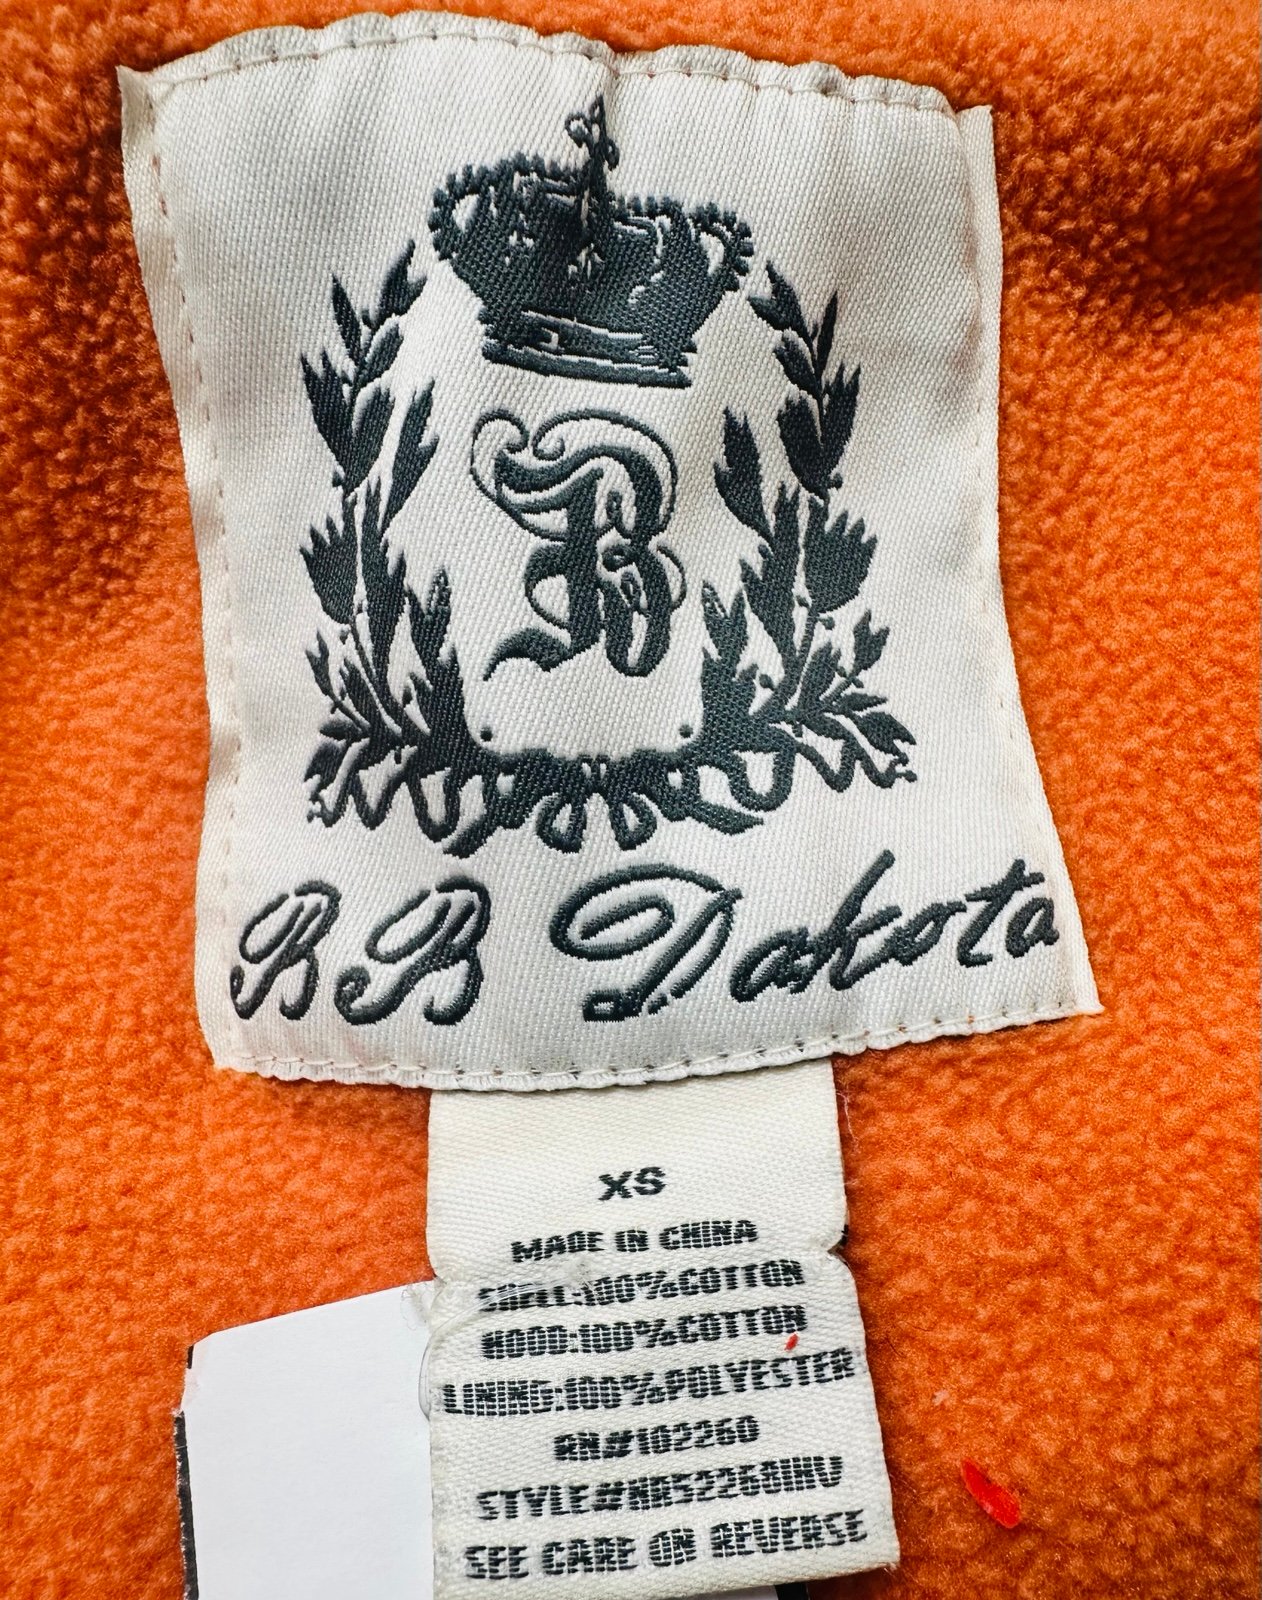 B
BB Dakota
XS
MADE IN CHINA
SHELL:100%COTTON
HOOD:100%COTTON
LINING:100%POLYESTER
RN#102260
STYLE#
SEE CARE ON REVERSE